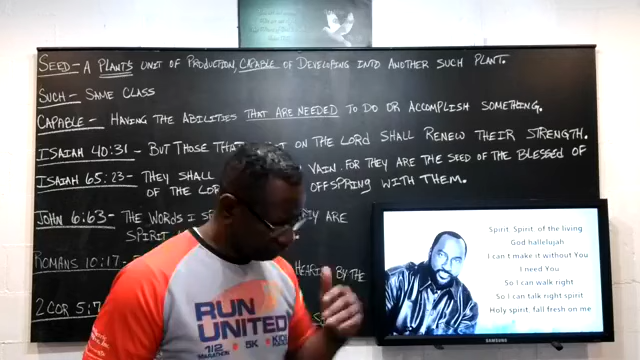 SEED - A PLANT'S UNIT OF PRODUCTION, CAPABLE OF DEVELOPING INTO ANOTHER SUCH PLANT.
SUCH - SAME CLASS
CAPABLE - HAVING THE ABILITIES THAT ARE NEEDED TO DO OR ACCOMPLISH SOMETHING.
ISAIAH 40:31 - BUT THOSE THAT ON THE LORD SHALL RENEW THEIR STRENGTH.
ISAIAH 65:23 - THEY SHALL VAIN. FOR THEY ARE THE SEED OF THE BLESSED OF
OF THE LORD OFFSPRING WITH THEM.
JOHN 6:63 - THE WORDS I ARE
SPIRIT
ROMANS 10:17 - HEARING BY THE
2 COR 5:7
RUN
UNITED
1/2 MARATHON 5K
Spirit Spirit of the living
God hallelujah
I can t make it without You
I need You
So I can walk right
So I can talk right spirit
Holy spirit fall fresh on me
SAMSUNG